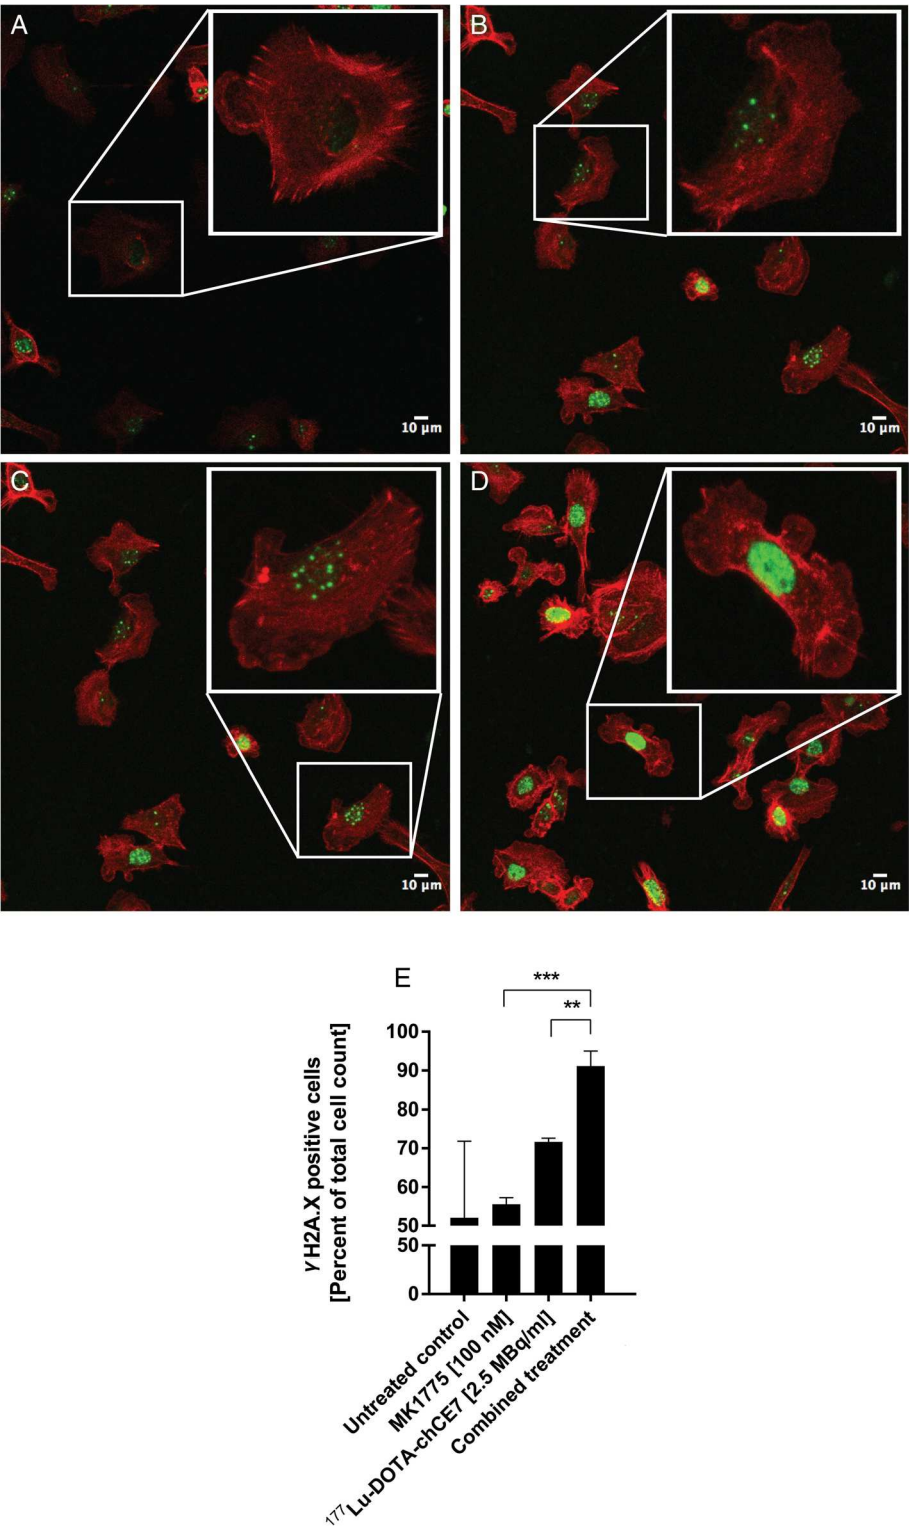 A
B
10 μm
10 μm
C
D
10 μm
10 μm
E
***
**
γH2A.X positive cells
[Percent of total cell count]
100
90
80
70
60
50
50
0
Untreated control
MK1775 [100 nM]
177Lu-DOTA-chCE7 [2.5 MBq/ml]
Combined treatment